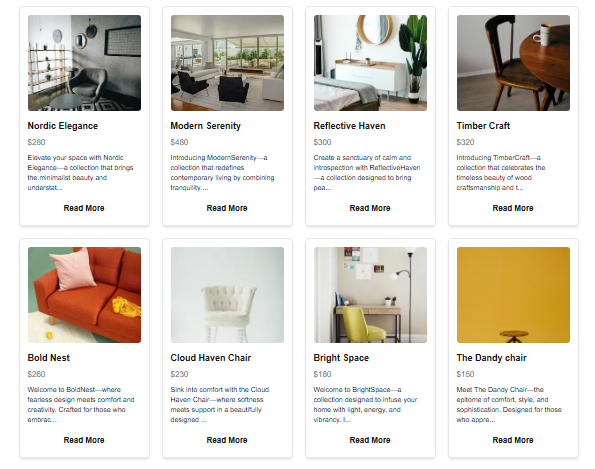 Nordic Elegance
$280
Elevate your space with Nordic
Elegance—a collection that brings
the minimalist beauty and
understat...
Read More
Modern Serenity
$480
Introducing ModernSerenity—a
collection that redefines
contemporary living by combining
tranquility ...
Read More
Reflective Haven
$300
Create a sanctuary of calm and
introspection with ReflectiveHaven
—a collection designed to bring
pea...
Read More
Timber Craft
$320
Introducing TimberCraft—a
collection that celebrates the
timeless beauty of wood
craftsmanship and t...
Read More
Bold Nest
$260
Welcome to BoldNest—where
fearless design meets comfort and
creativity. Crafted for those who
embrac...
Read More
Cloud Haven Chair
$230
Sink into comfort with the Cloud
Haven Chair—where softness
meets support in a beautifully
designed ...
Read More
Bright Space
$180
Welcome to BrightSpace—a
collection designed to infuse your
home with light, energy, and
vibrancy. I...
Read More
The Dandy chair
$150
Meet The Dandy Chair—the
epitome of comfort, style, and
sophistication. Designed for those
who appre...
Read More